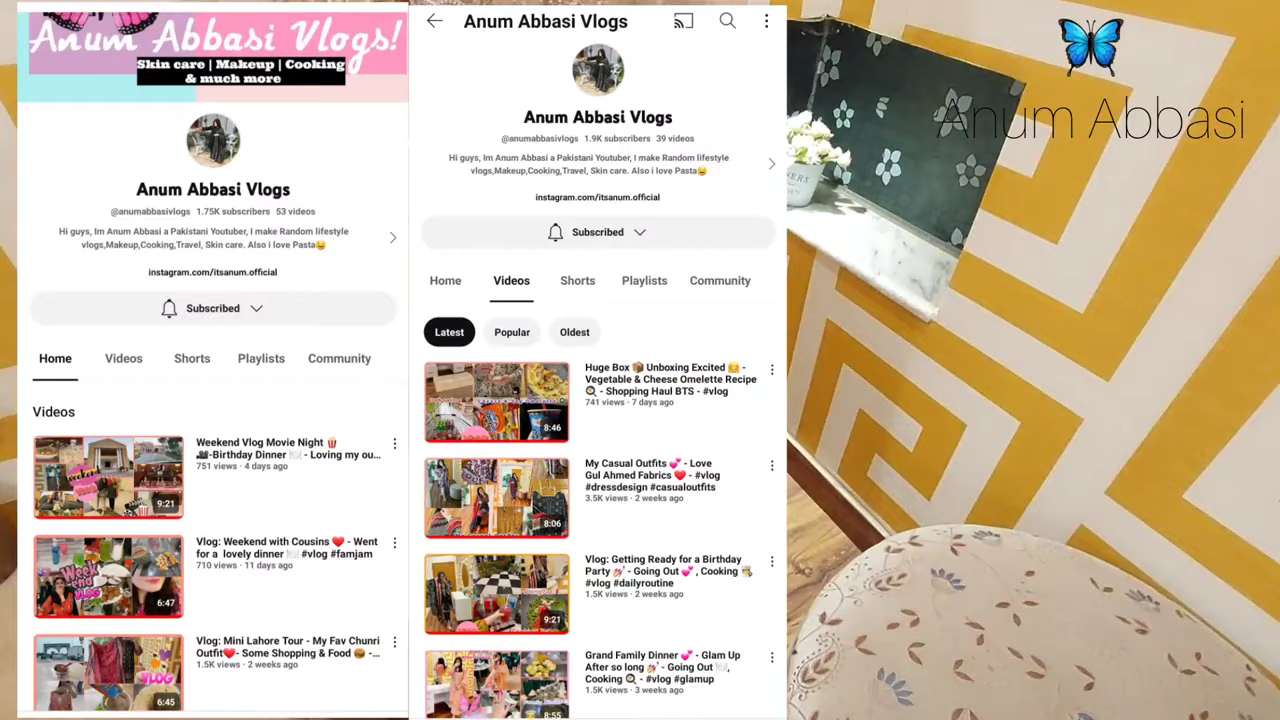 Anum Abbasi Vlogs!
Skin care | Makeup | Cooking
& much more
Anum Abbasi Vlogs
@anumabbasivlogs 1.75K subscribers 53 videos
Hi guys, Im Anum Abbasi a Pakistani Youtuber, I make Random lifestyle
vlogs,Makeup,Cooking,Travel, Skin care. Also i love Pasta😄
instagram.com/itsanum.official
Subscribed
Home Videos Shorts Playlists Community
Videos
Weekend Vlog Movie Night 🍿
🎥-Birthday Dinner 🍽️ - Loving my ou...
751 views · 4 days ago
9:21
Vlog: Weekend with Cousins ❤️ - Went
for a lovely dinner 🍽️ #vlog #famjam
710 views · 11 days ago
Week
end
VLOG
6:47
Vlog: Mini Lahore Tour - My Fav Chunri
Outfit❤️- Some Shopping & Food 🍔 -...
1.5K views · 2 weeks ago
VLOG
6:45
Anum Abbasi Vlogs
Anum Abbasi Vlogs
@anumabbasivlogs 1.9K subscribers 39 videos
Hi guys, Im Anum Abbasi a Pakistani Youtuber, I make Random lifestyle
vlogs,Makeup,Cooking,Travel, Skin care. Also i love Pasta😄
instagram.com/itsanum.official
Subscribed
Home Videos Shorts Playlists Community
Latest Popular Oldest
Huge Box 📦 Unboxing Excited 🤩 -
Vegetable & Cheese Omelette Recipe
🍳 - Shopping Haul BTS - #vlog
741 views · 7 days ago
8:46
My Casual Outfits 💕 - Love
Gul Ahmed Fabrics ❤️ - #vlog
#dressdesign #casualoutfits
3.5K views · 2 weeks ago
8:06
Vlog: Getting Ready for a Birthday
Party 💅 - Going Out 💕 , Cooking 👩‍🍳
#vlog #dailyroutine
1.5K views · 2 weeks ago
9:21
Grand Family Dinner 💕 - Glam Up
After so long 💅 - Going Out 🍽️,
Cooking 🍳 - #vlog #glamup
1.5K views · 3 weeks ago
8:55
Anum Abbasi